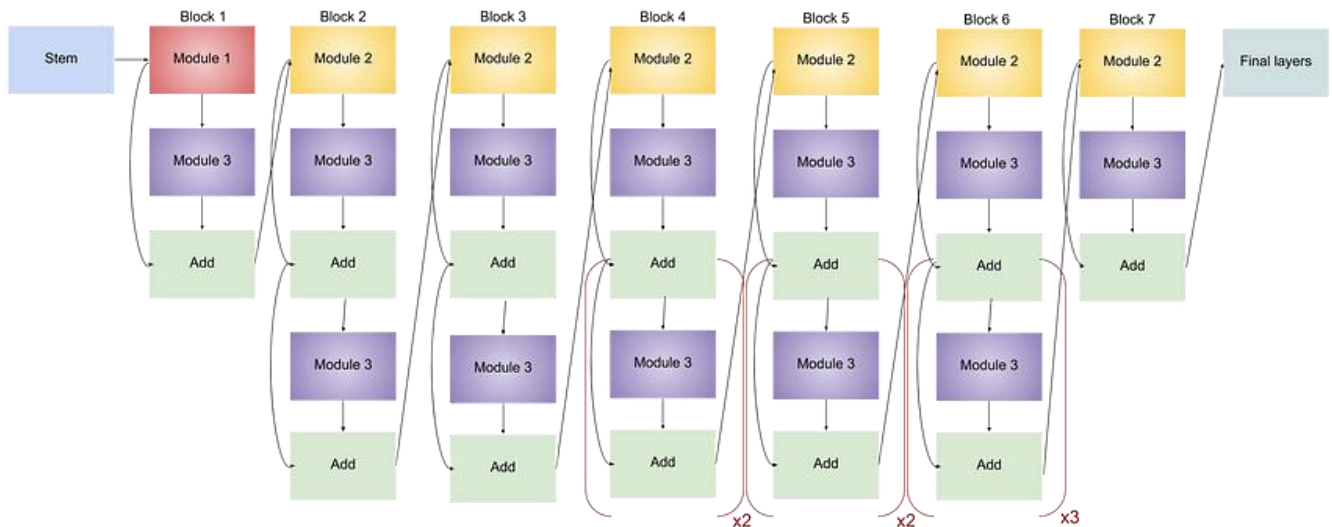 Block 1
Block 2
Block 3
Block 4
Block 5
Block 6
Block 7
Stem
Module 1
Module 2
Module 2
Module 2
Module 2
Module 2
Module 2
Final layers
Module 3
Module 3
Module 3
Module 3
Module 3
Module 3
Module 3
Add
Add
Add
Add
Add
Add
Add
Module 3
Module 3
Module 3
Module 3
Module 3
Add
Add
Add
Add
Add
x2
x2
x3